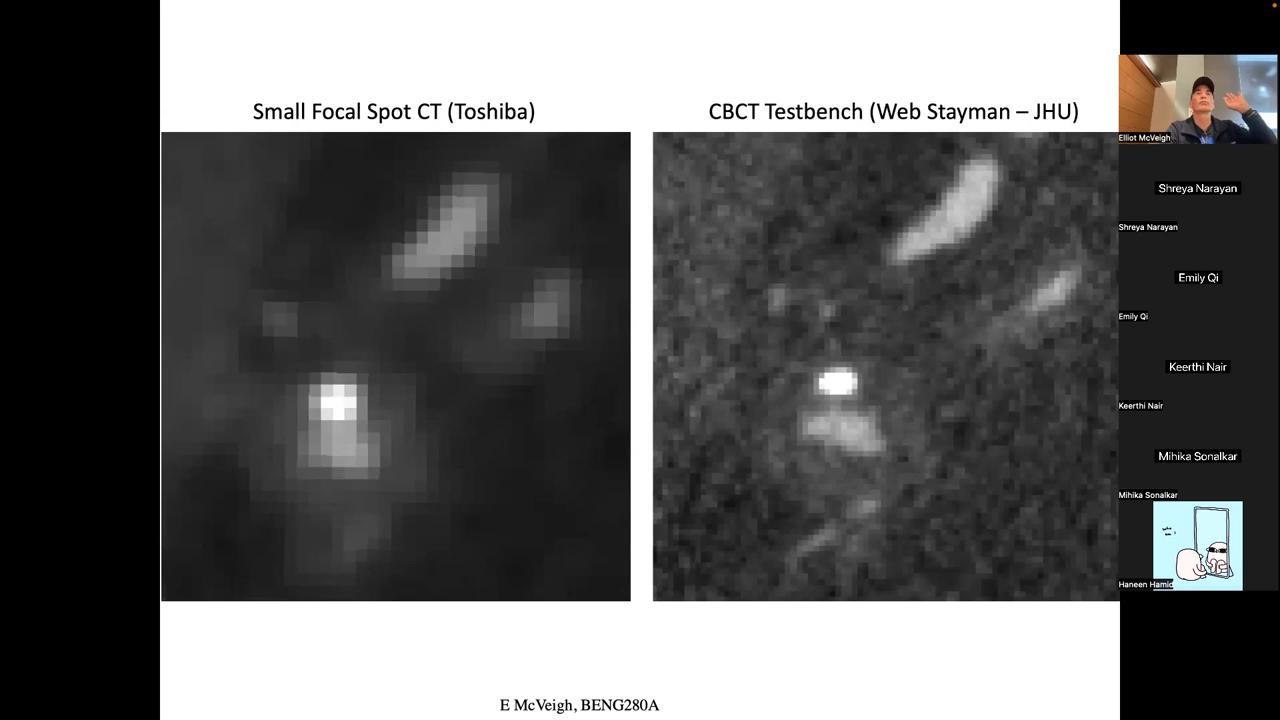 Small Focal Spot CT (Toshiba)
CBCT Testbench (Web Stayman – JHU)
E McVeigh, BENG280A
Elliot McVeigh
Shreya Narayan
Shreya Narayan
Emily Qi
Emily Qi
Keerthi Nair
Keerthi Nair
Mihika Sonalkar
Mihika Sonalkar
Haneen Hamid